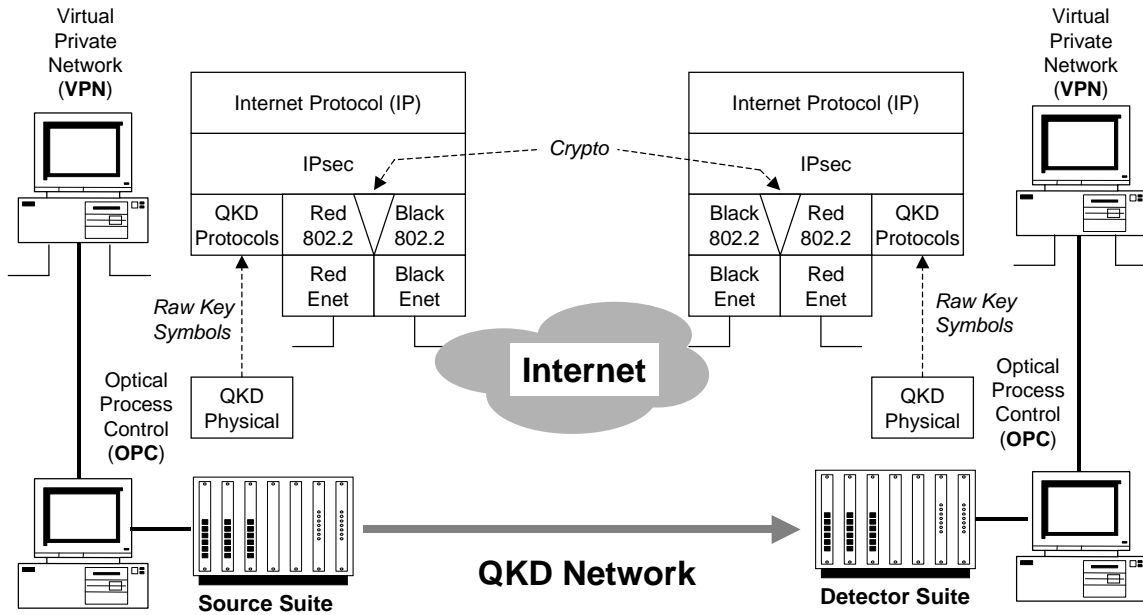 Virtual
Private
Network
(VPN)
Internet Protocol (IP)
IPsec
QKD
Protocols
Red
802.2
Black
802.2
Red
Enet
Black
Enet
Raw Key
Symbols
QKD
Physical
Optical
Process
Control
(OPC)
Source Suite
Crypto
Internet
QKD Network
Virtual
Private
Network
(VPN)
Internet Protocol (IP)
IPsec
Black
802.2
Red
802.2
QKD
Protocols
Black
Enet
Red
Enet
Raw Key
Symbols
QKD
Physical
Optical
Process
Control
(OPC)
Detector Suite